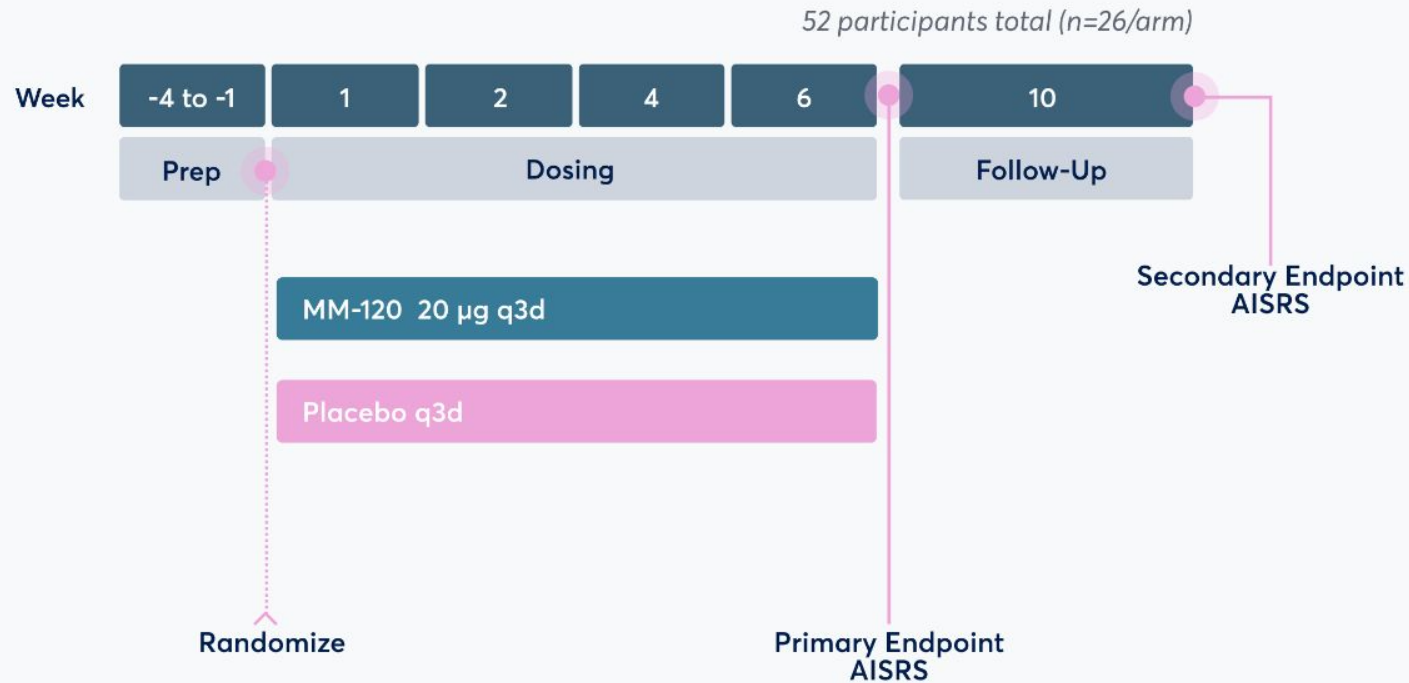 52 participants total (n=26/arm)
Week -4 to -1 1 2 4 6 10
Prep Dosing Follow-Up
MM-120 20 µg q3d
Placebo q3d
Secondary Endpoint
AISRS
Randomize
Primary Endpoint
AISRS